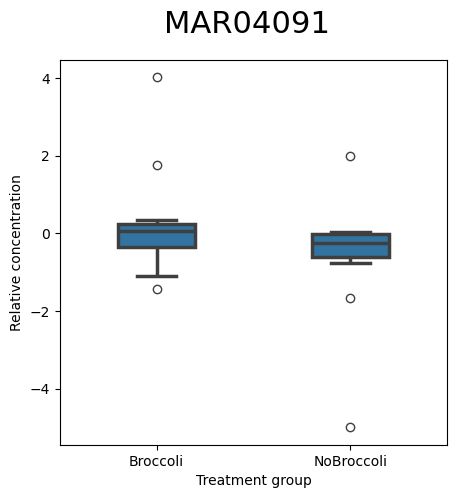 MAR04091
Relative concentration
4
2
0
−2
−4
Broccoli
NoBroccoli
Treatment group